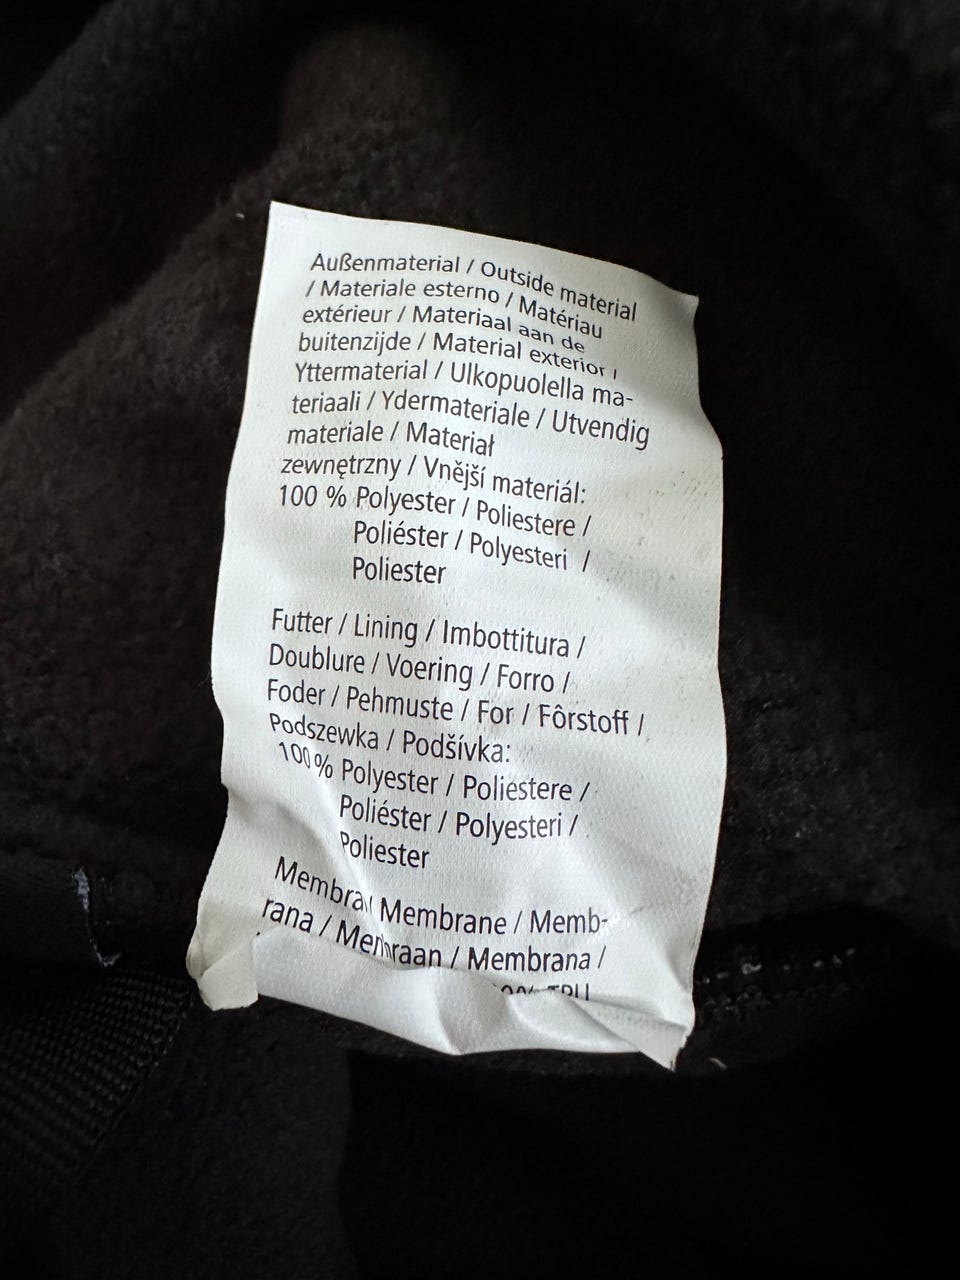 Außenmaterial / Outside material
/ Materiale esterno / Matériau
extérieur / Materiaal aan de
buitenzijde / Material exterior /
Yttermaterial / Ulkopuolella ma-
teriaali / Ydermateriale / Utvendig
materiale / Materiał
zewnętrzny / Vnější materiál:
100 % Polyester / Poliestere /
Poliéster / Polyesteri /
Poliester
Futter / Lining / Imbottitura /
Doublure / Voering / Forro /
Foder / Pehmuste / For / Fôrstoff /
Podszewka / Podšívka:
100% Polyester / Poliestere /
Poliéster / Polyesteri /
Poliester
Membrane / Memb-
rana / Membraan / Membrana /
TPU